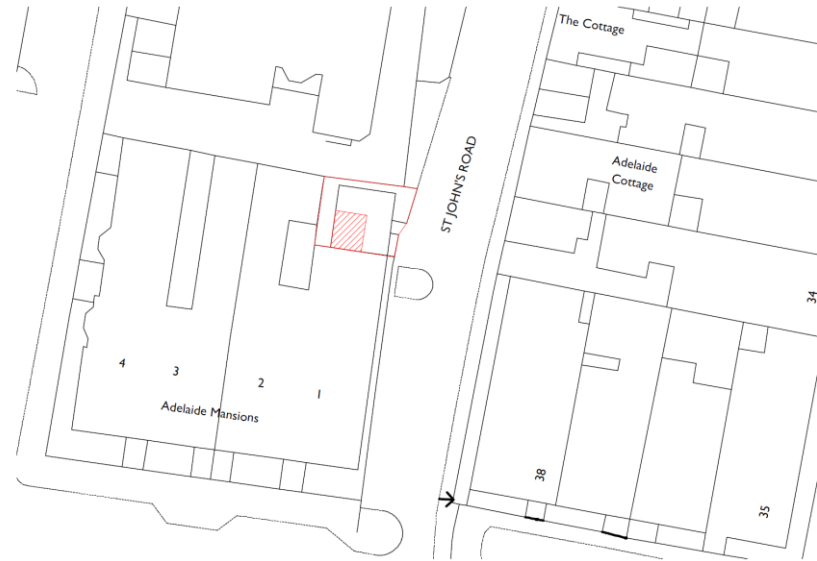 The Cottage
ST JOHN'S ROAD
Adelaide
Cottage
34
4
3
2
1
Adelaide Mansions
38
35